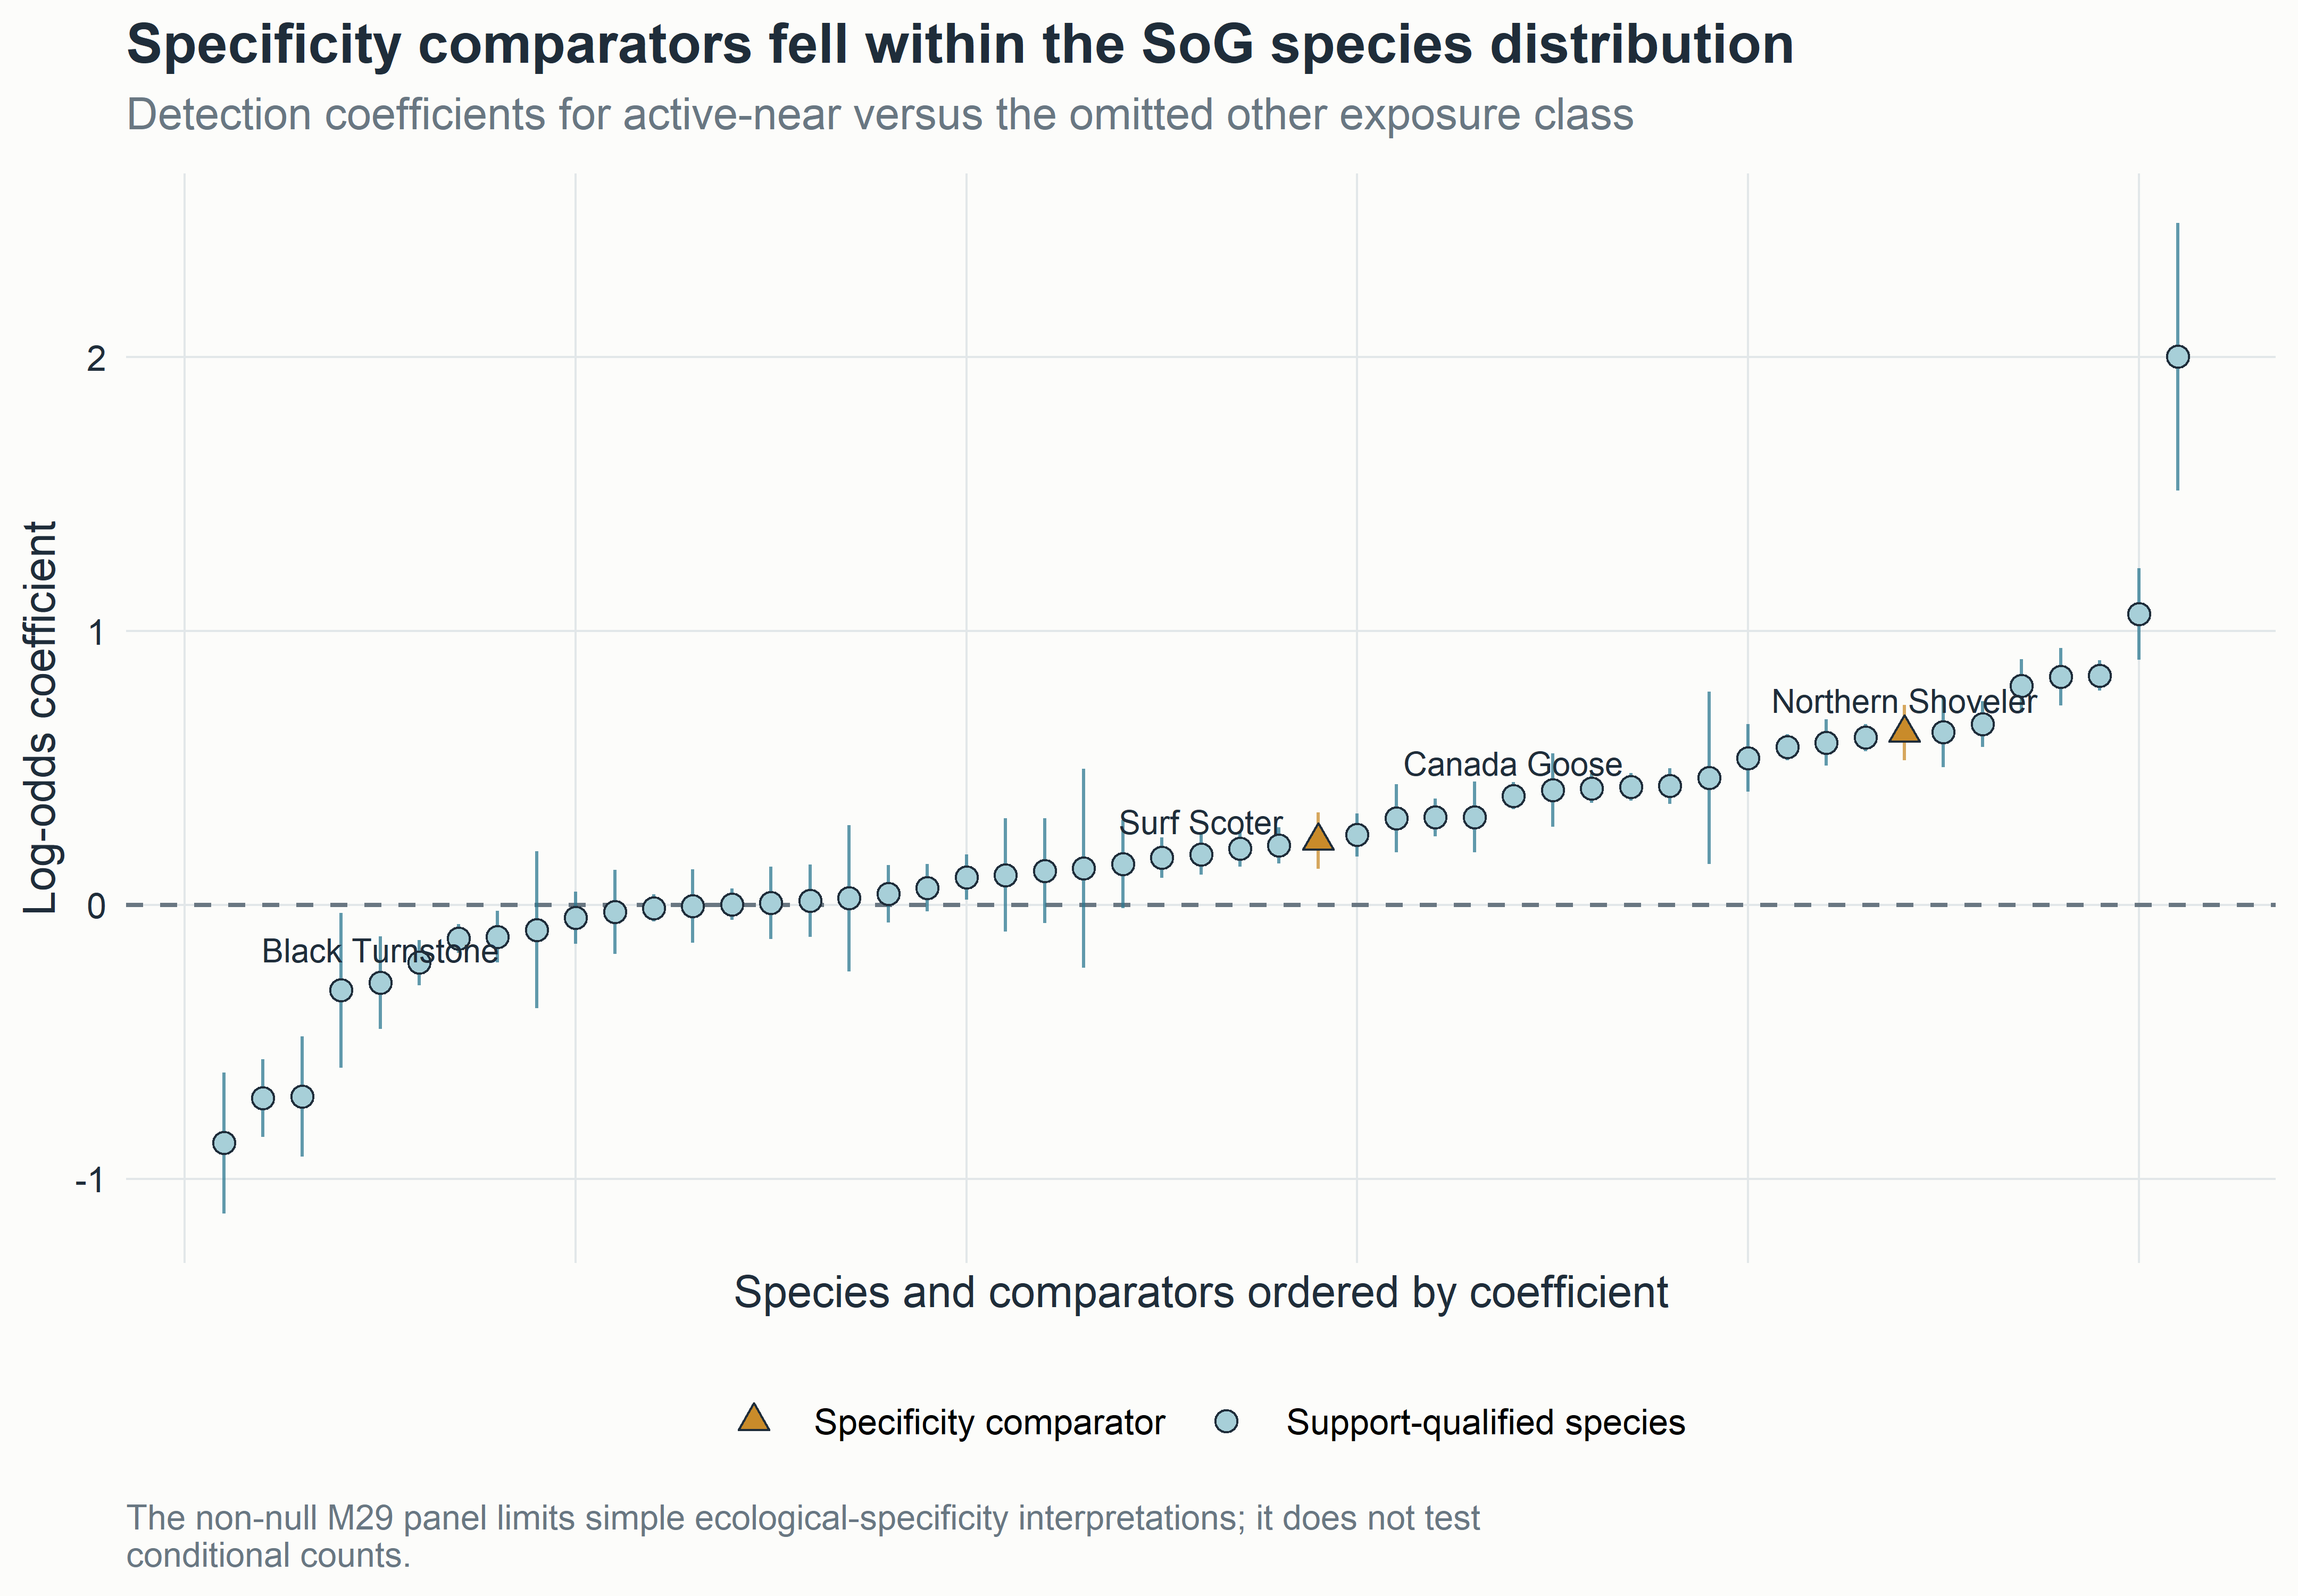 Specificity comparators fell within the SoG species distribution
Detection coefficients for active-near versus the omitted other exposure class
Log-odds coefficient
2
1
0
-1
Northern Shoveler
Canada Goose
Surf Scoter
Black Turnstone
Species and comparators ordered by coefficient
Specificity comparator
Support-qualified species
The non-null M29 panel limits simple ecological-specificity interpretations; it does not test
conditional counts.